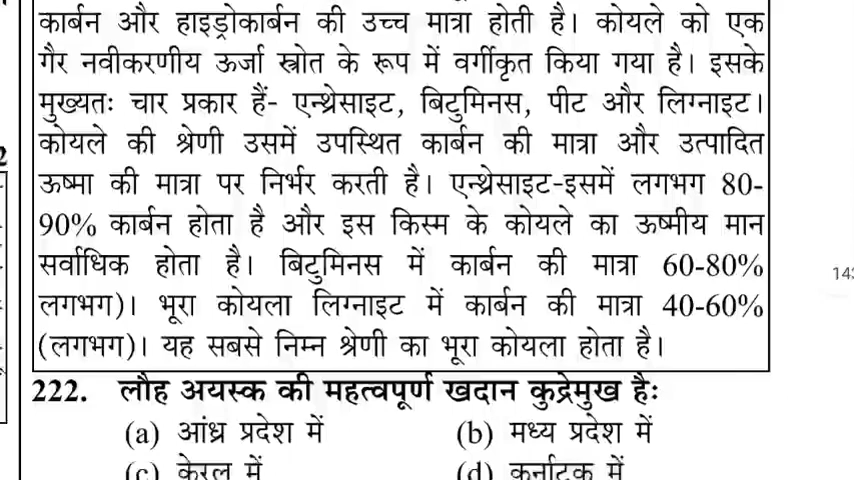 कार्बन और हाइड्रोकार्बन की उच्च मात्रा होती है। कोयले को एक
गैर नवीकरणीय ऊर्जा स्त्रोत के रूप में वर्गीकृत किया गया है। इसके
मुख्यतः चार प्रकार हैं- एन्थ्रेसाइट, बिटुमिनस, पीट और लिग्नाइट।
कोयले की श्रेणी उसमें उपस्थित कार्बन की मात्रा और उत्पादित
ऊष्मा की मात्रा पर निर्भर करती है। एन्थ्रेसाइट-इसमें लगभग 80-
90% कार्बन होता है और इस किस्म के कोयले का ऊष्मीय मान
सर्वाधिक होता है। बिटुमिनस में कार्बन की मात्रा 60-80%
लगभग)। भूरा कोयला लिग्नाइट में कार्बन की मात्रा 40-60%
(लगभग)। यह सबसे निम्न श्रेणी का भूरा कोयला होता है।
222. लौह अयस्क की महत्वपूर्ण खदान कुद्रेमुख हैः
(a) आंध्र प्रदेश में (b) मध्य प्रदेश में
(c) केरल में (d) कर्नाटक में